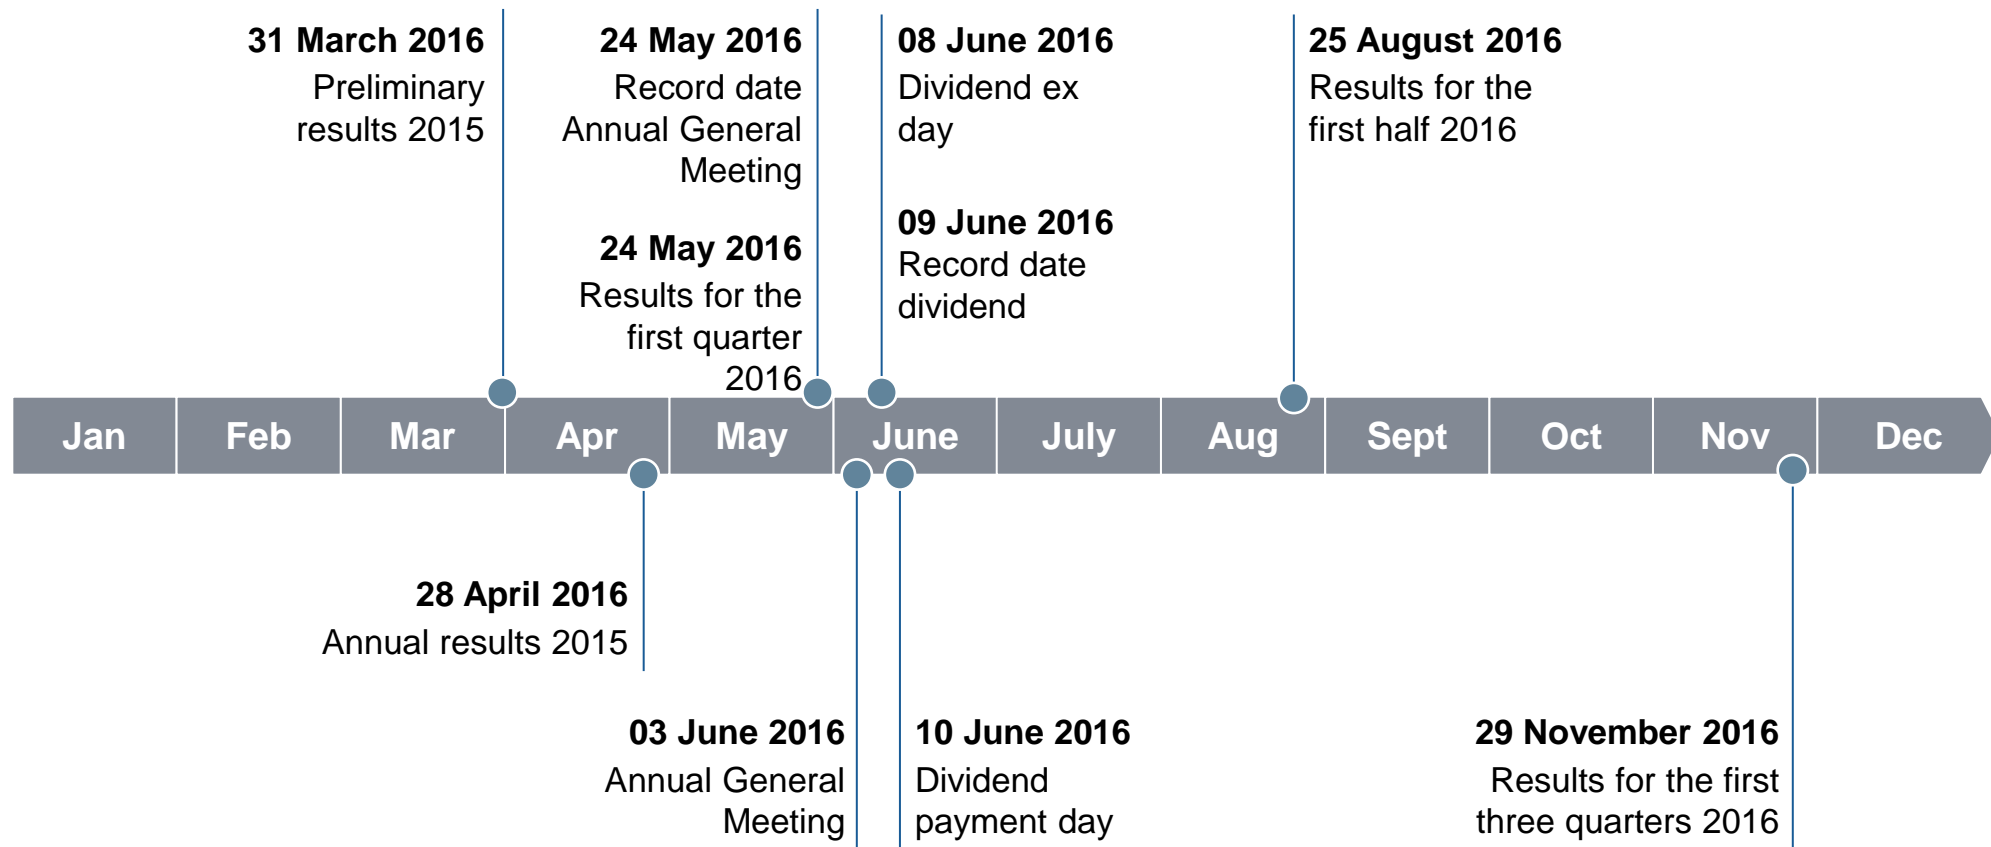 31 March 2016
Preliminary
results 2015
24 May 2016
Record date
Annual General
Meeting
24 May 2016
Results for the
first quarter
2016
08 June 2016
Dividend ex
day
09 June 2016
Record date
dividend
25 August 2016
Results for the
first half 2016
Jan Feb Mar Apr May June July Aug Sept Oct Nov Dec
28 April 2016
Annual results 2015
03 June 2016
Annual General
Meeting
10 June 2016
Dividend
payment day
29 November 2016
Results for the first
three quarters 2016